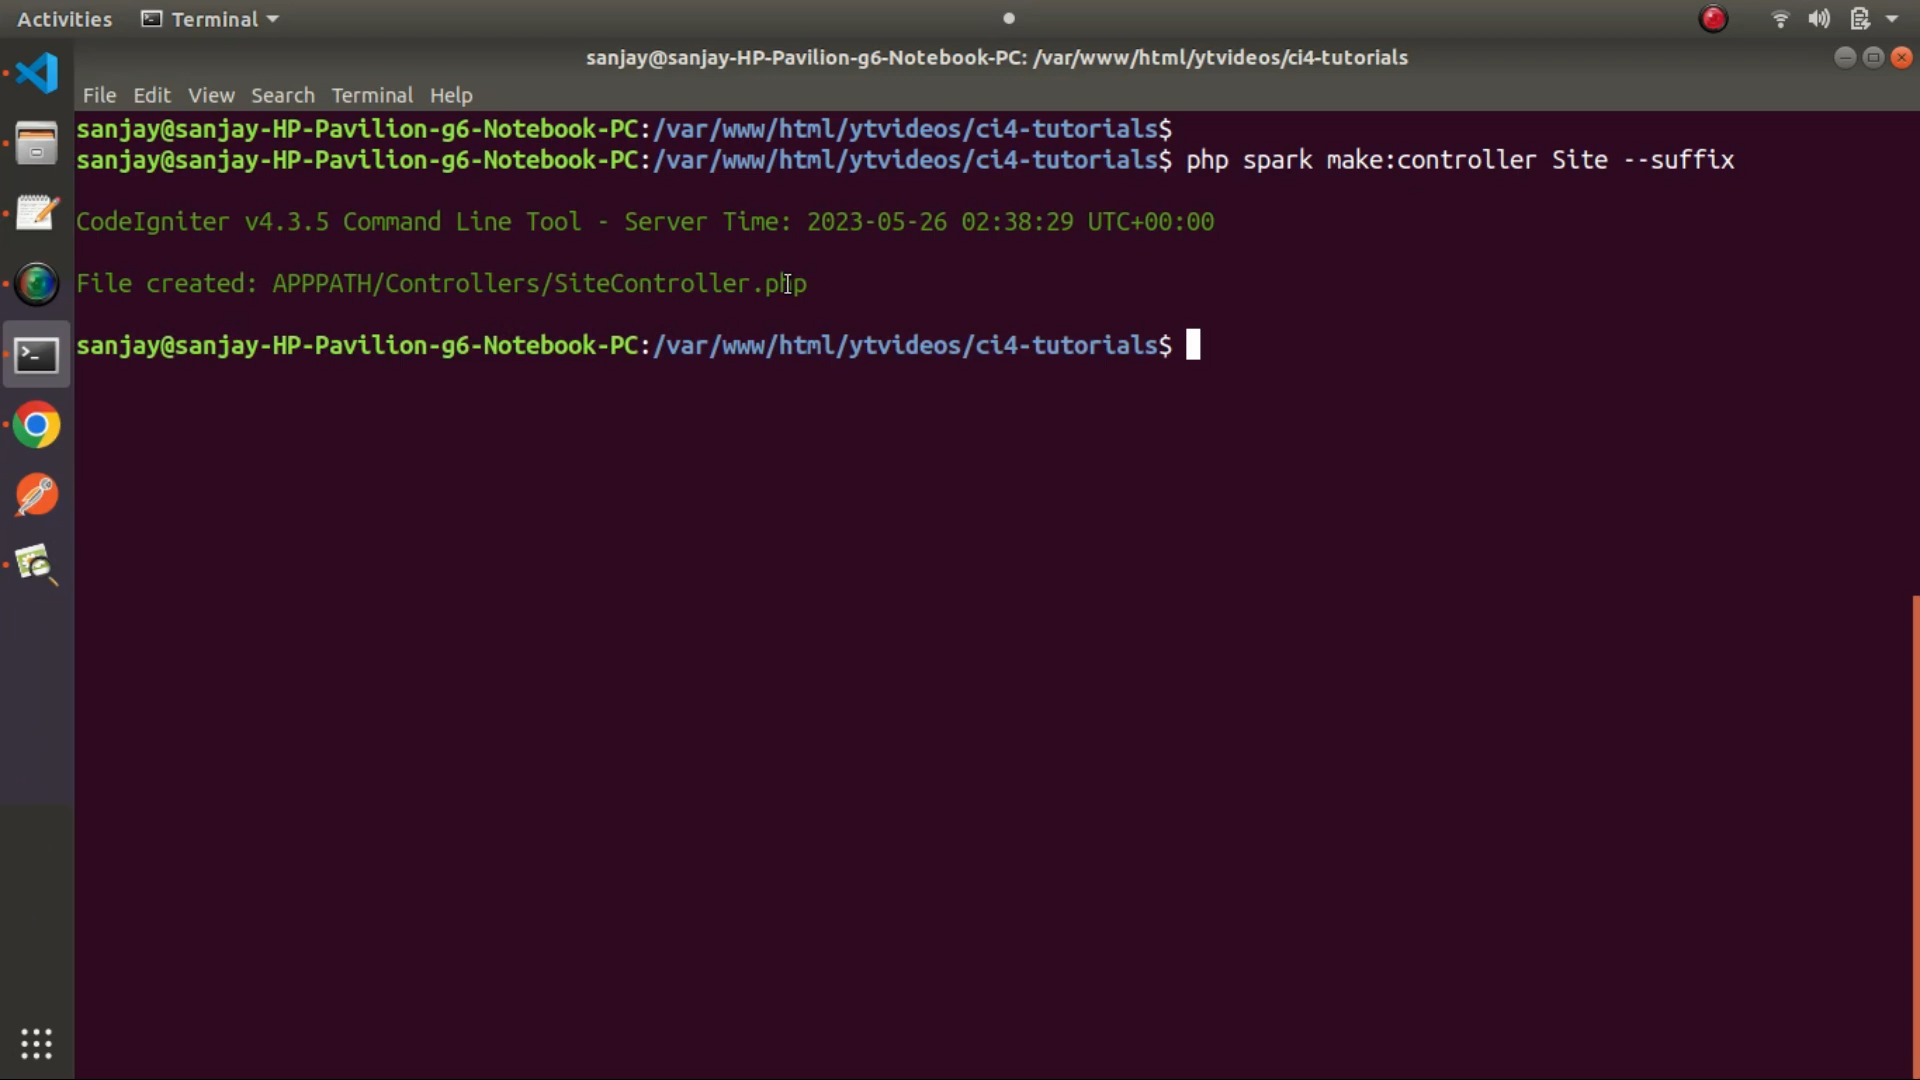 Activities Terminal
sanjay@sanjay-HP-Pavilion-g6-Notebook-PC: /var/www/html/ytvideos/ci4-tutorials
File Edit View Search Terminal Help
sanjay@sanjay-HP-Pavilion-g6-Notebook-PC:/var/www/html/ytvideos/ci4-tutorials$
sanjay@sanjay-HP-Pavilion-g6-Notebook-PC:/var/www/html/ytvideos/ci4-tutorials$ php spark make:controller Site --suffix
CodeIgniter v4.3.5 Command Line Tool - Server Time: 2023-05-26 02:38:29 UTC+00:00
File created: APPPATH/Controllers/SiteController.php
sanjay@sanjay-HP-Pavilion-g6-Notebook-PC:/var/www/html/ytvideos/ci4-tutorials$